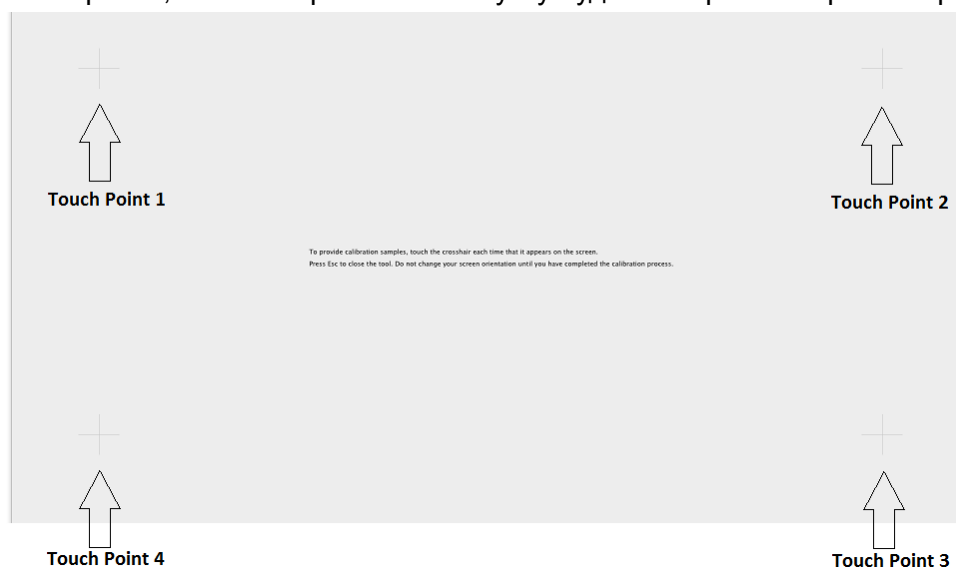 Touch Point 1
Touch Point 2
To provide calibration samples, touch the crosshair each time that it appears on the screen.
Press Esc to close the tool. Do not change your screen orientation until you have completed the calibration process.
Touch Point 4
Touch Point 3